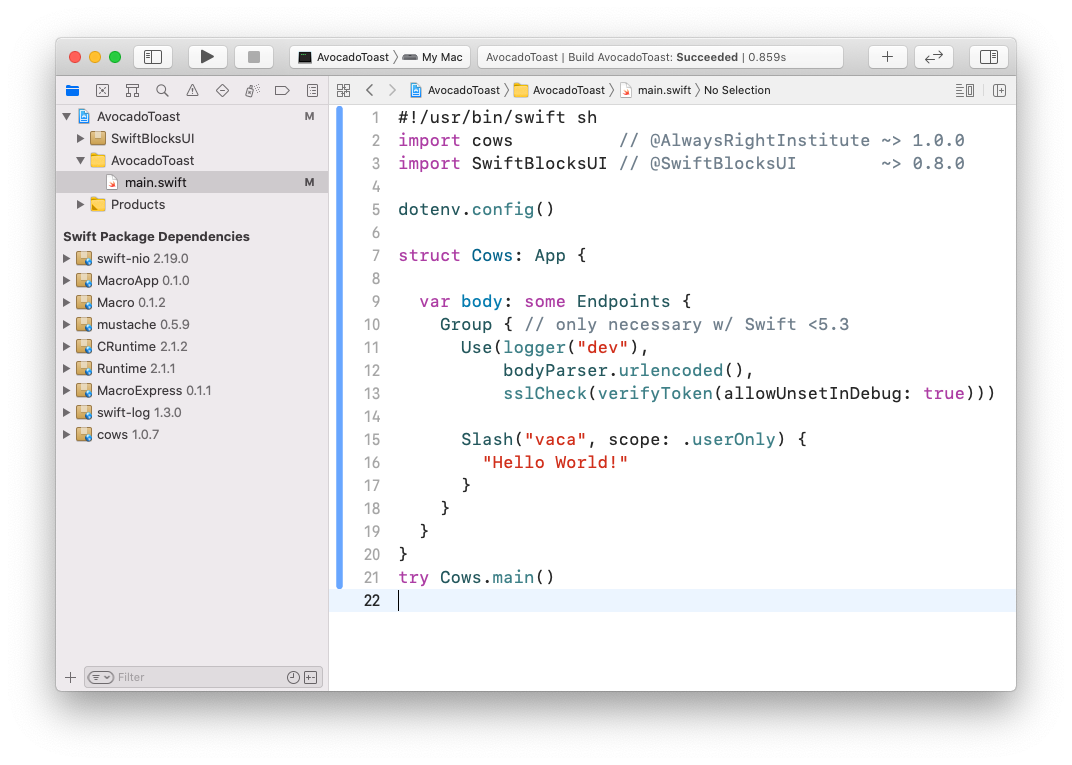 AvocadoToast 〉 My Mac
AvocadoToast | Build AvocadoToast: Succeeded | 0.859s
AvocadoToast 〉 AvocadoToast 〉 main.swift 〉 No Selection
AvocadoToast M
SwiftBlocksUI
AvocadoToast
main.swift M
Products
Swift Package Dependencies
swift-nio 2.19.0
MacroApp 0.1.0
Macro 0.1.2
mustache 0.5.9
CRuntime 2.1.2
Runtime 2.1.1
MacroExpress 0.1.1
swift-log 1.3.0
cows 1.0.7
Filter
1 #!/usr/bin/swift sh
2 import cows          // @AlwaysRightInstitute ~> 1.0.0
3 import SwiftBlocksUI // @SwiftBlocksUI        ~> 0.8.0
4
5 dotenv.config()
6
7 struct Cows: App {
8
9   var body: some Endpoints {
10     Group { // only necessary w/ Swift <5.3
11       Use(logger("dev"),
12           bodyParser.urlencoded(),
13           sslCheck(verifyToken(allowUnsetInDebug: true)))
14
15       Slash("vaca", scope: .userOnly) {
16         "Hello World!"
17       }
18     }
19   }
20 }
21 try Cows.main()
22